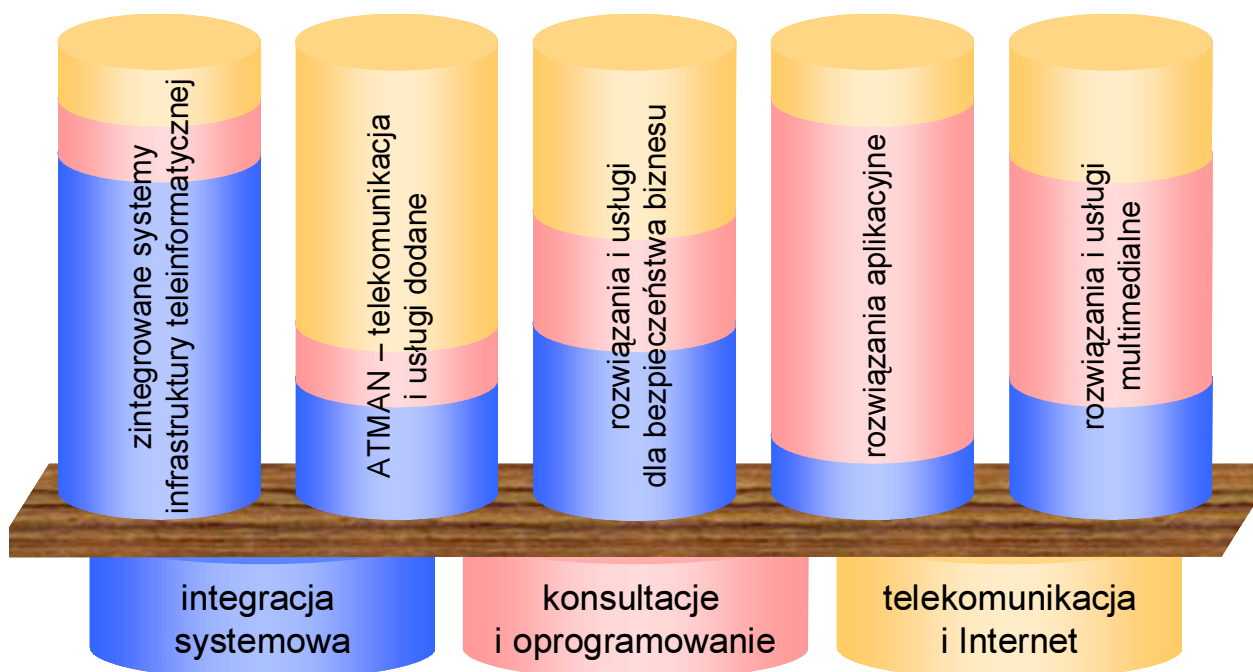 zintegrowane systemy
infrastruktury teleinformatycznej
ATMAN – telekomunikacja
i usługi dodane
rozwiązania i usługi
dla bezpieczeństwa biznesu
rozwiązania aplikacyjne
rozwiązania i usługi
multimedialne
integracja
systemowa
konsultacje
i oprogramowanie
telekomunikacja
i Internet